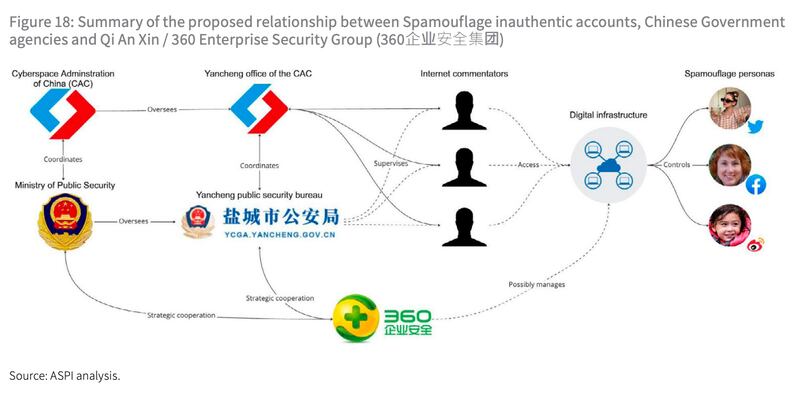 Figure 18: Summary of the proposed relationship between Spamouflage inauthentic accounts, Chinese Government
agencies and Qi An Xin / 360 Enterprise Security Group (360企业安全集团)
Cyberspace Adminstration
of China (CAC)
Yancheng office of the CAC
Internet commentators
Spamouflage personas
Oversees
Digital infrastructure
Coordinates
Coordinates
Supervises
Access
Controls
Ministry of Public Security
Yancheng public security bureau
Oversees
盐城市公安局
YCGA.YANCHENG.GOV.CN
Possibly manages
Strategic cooperation
Strategic cooperation
360
企业安全
Source: ASPI analysis.